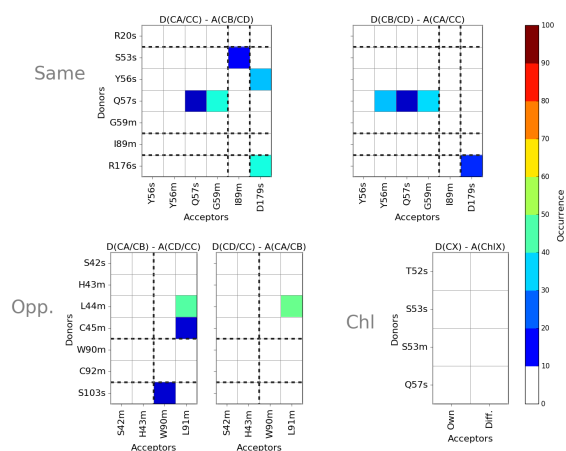 D(CA/CC) - A(CB/CD)
D(CB/CD) - A(CA/CC)
Same
Donors
R20s
S53s
Y56s
Q57s
G59m
I89m
R176s
Y56s
Y56m
Q57s
G59m
I89m
D179s
Acceptors
Y56s
Y56m
Q57s
G59m
I89m
D179s
Acceptors
100
90
80
70
60
50
40
30
20
10
0
Occurrence
D(CA/CB) - A(CD/CC)
D(CD/CC) - A(CA/CB)
D(CX) - A(ChlX)
Opp.
Donors
S42s
H43m
L44m
C45m
W90m
C92m
S103s
S42m
H43m
W90m
L91m
Acceptors
S42m
H43m
W90m
L91m
Acceptors
Chl
Donors
T52s
S53s
S53m
Q57s
Own
Diff.
Acceptors